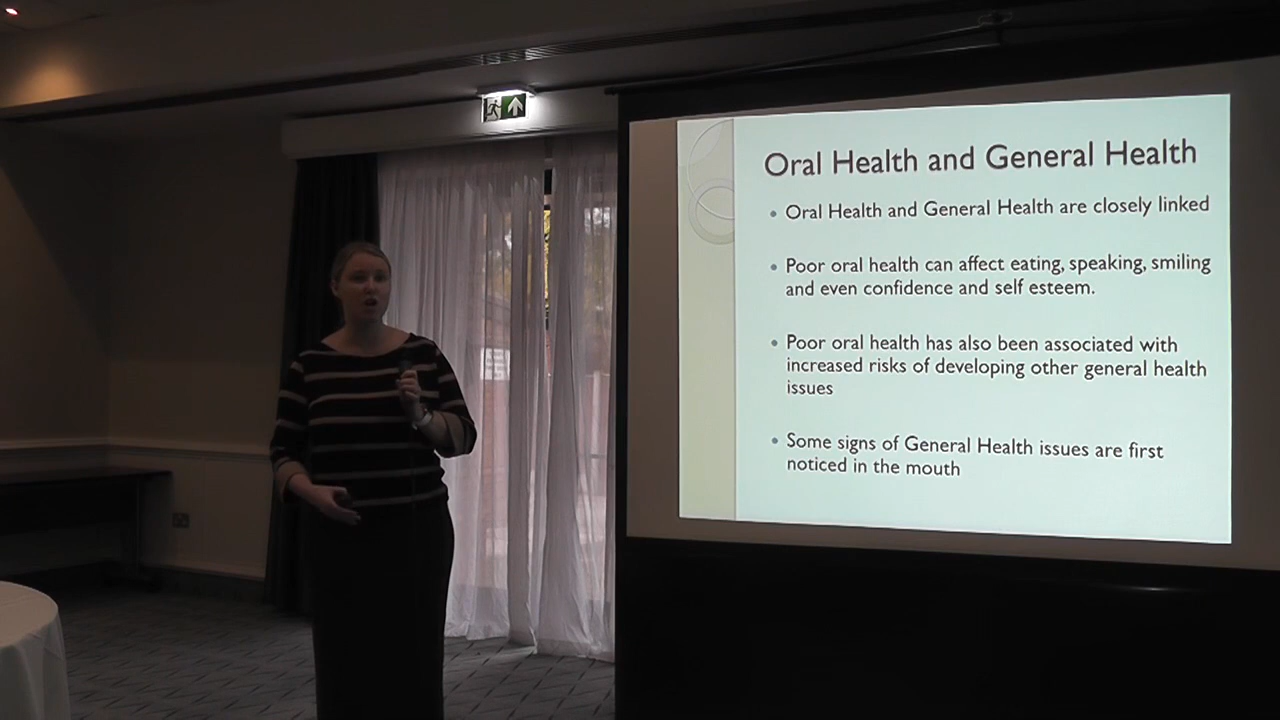 Oral Health and General Health
• Oral Health and General Health are closely linked
• Poor oral health can affect eating, speaking, smiling
and even confidence and self esteem.
• Poor oral health has also been associated with
increased risks of developing other general health
issues
• Some signs of General Health issues are first
noticed in the mouth